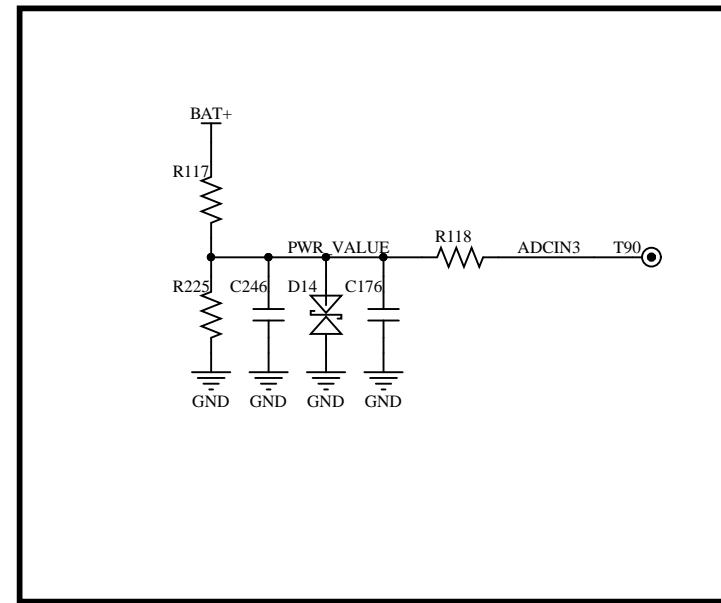 BAT+
R117
PWR_VALUE
R118
ADCIN3
T90
R225
C246
D14
C176
GND
GND
GND
GND